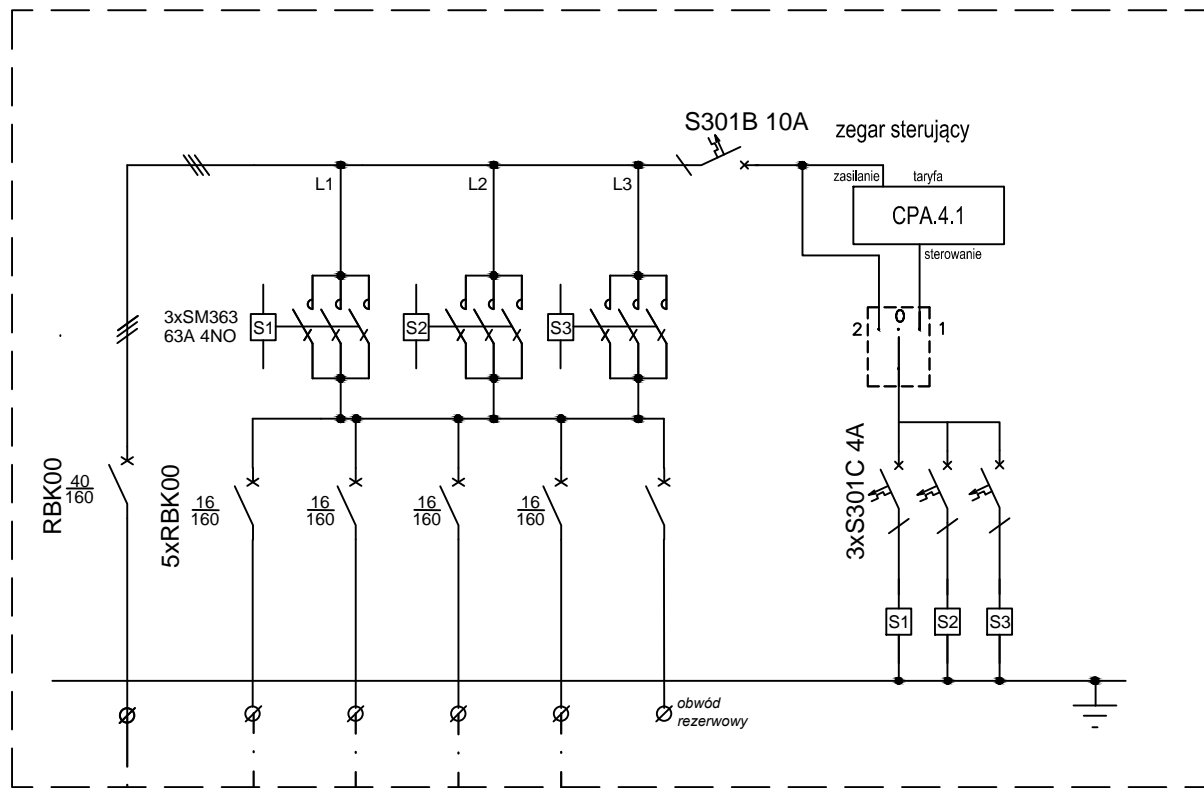 S301B 10A
zegar sterujący
zasilanie
taryfa
CPA.4.1
sterowanie
L1
L2
L3
3xSM363
63A 4NO
S1
S2
S3
2
0
1
RBK00
40
160
5xRBK00
16
160
16
160
16
160
16
160
3xS301C 4A
S1
S2
S3
obwód
rezerwowy